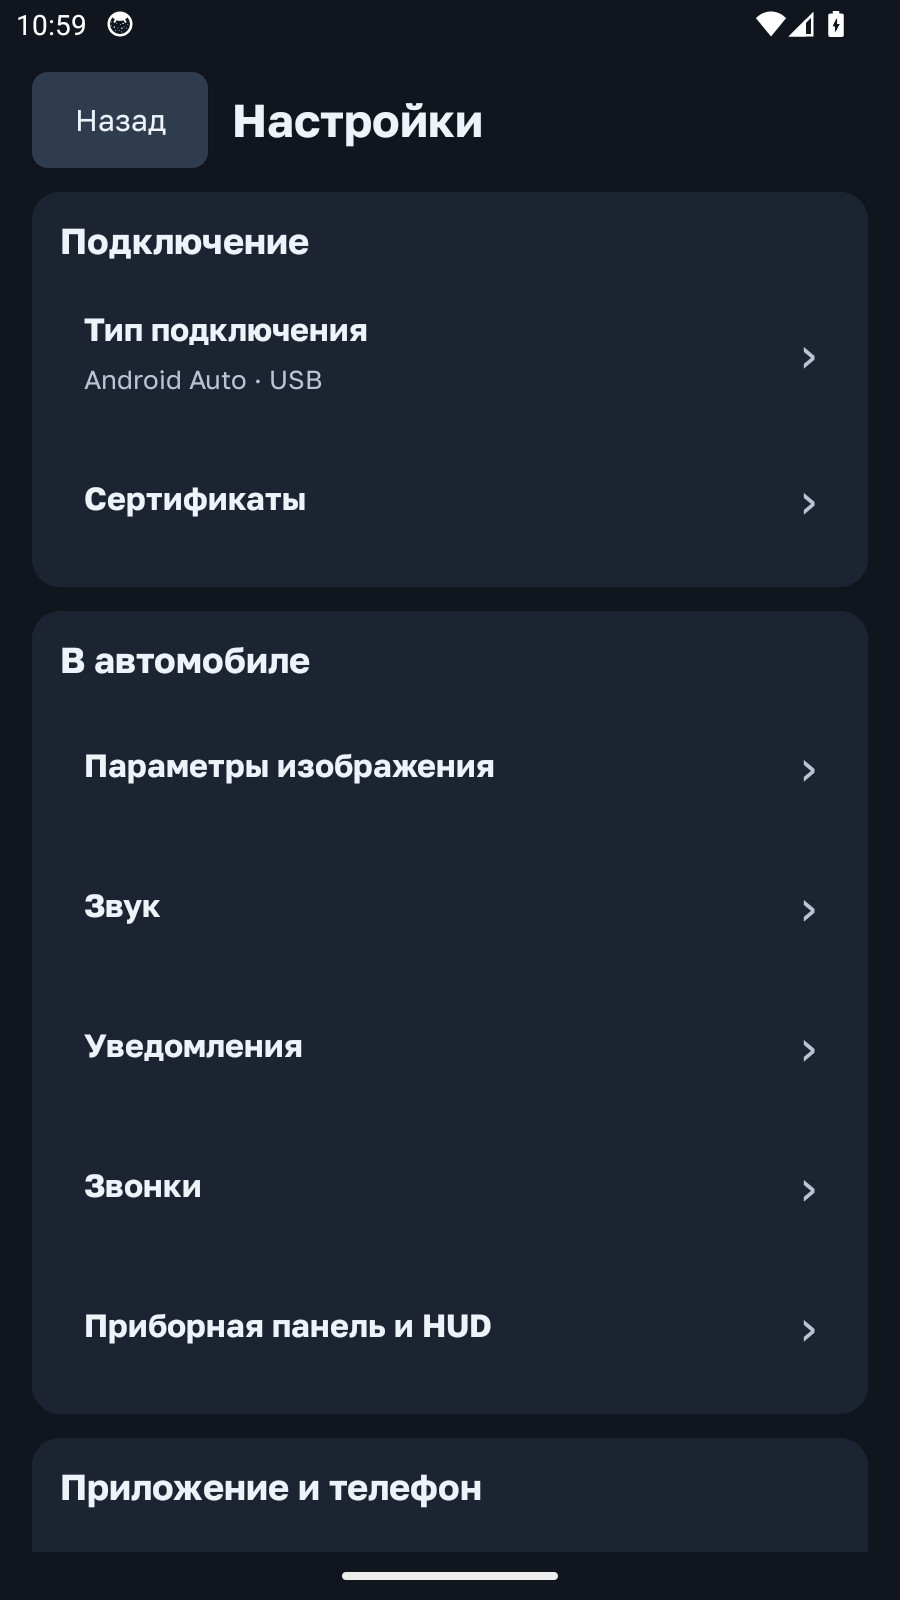 10:59
Назад
Настройки
Подключение
Тип подключения
Android Auto · USB
Сертификаты
В автомобиле
Параметры изображения
Звук
Уведомления
Звонки
Приборная панель и HUD
Приложение и телефон